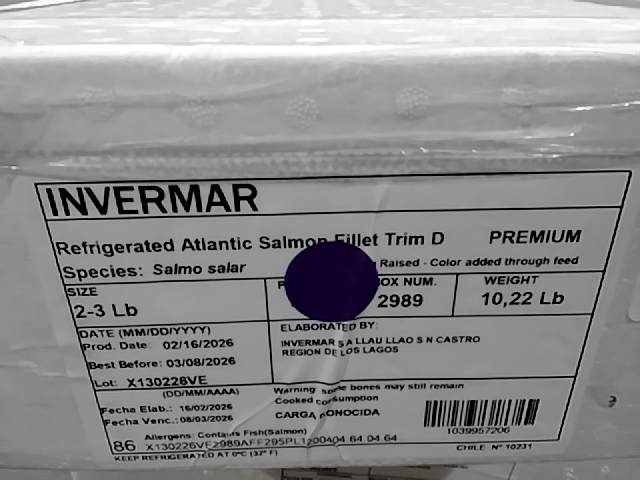 INVERMAR
Refrigerated Atlantic Salmon Fillet Trim D PREMIUM
Species: Salmo salar Raised - Color added through feed
SIZE
2-3 Lb
OX NUM.
2989
WEIGHT
10,22 Lb
DATE (MM/DD/YYYY)
Prod. Date: 02/16/2026
Best Before: 03/08/2026
Lot: X130226VE
ELABORATED BY:
INVERMAR S A LLAU LLAO S N CASTRO
REGION DE LOS LAGOS
(DD/MM/AAAA)
Fecha Elab.: 16/02/2026
Fecha Venc.: 08/03/2026
Warning: some bones may still remain
Cooked consumption
CARGA CONOCIDA
1039957206
Allergens: Contains Fish(Salmon)
86 X130226VE2989AFF295PL1200404 64 04 64
CHILE N° 10231
KEEP REFRIGERATED AT 0°C (32° F)